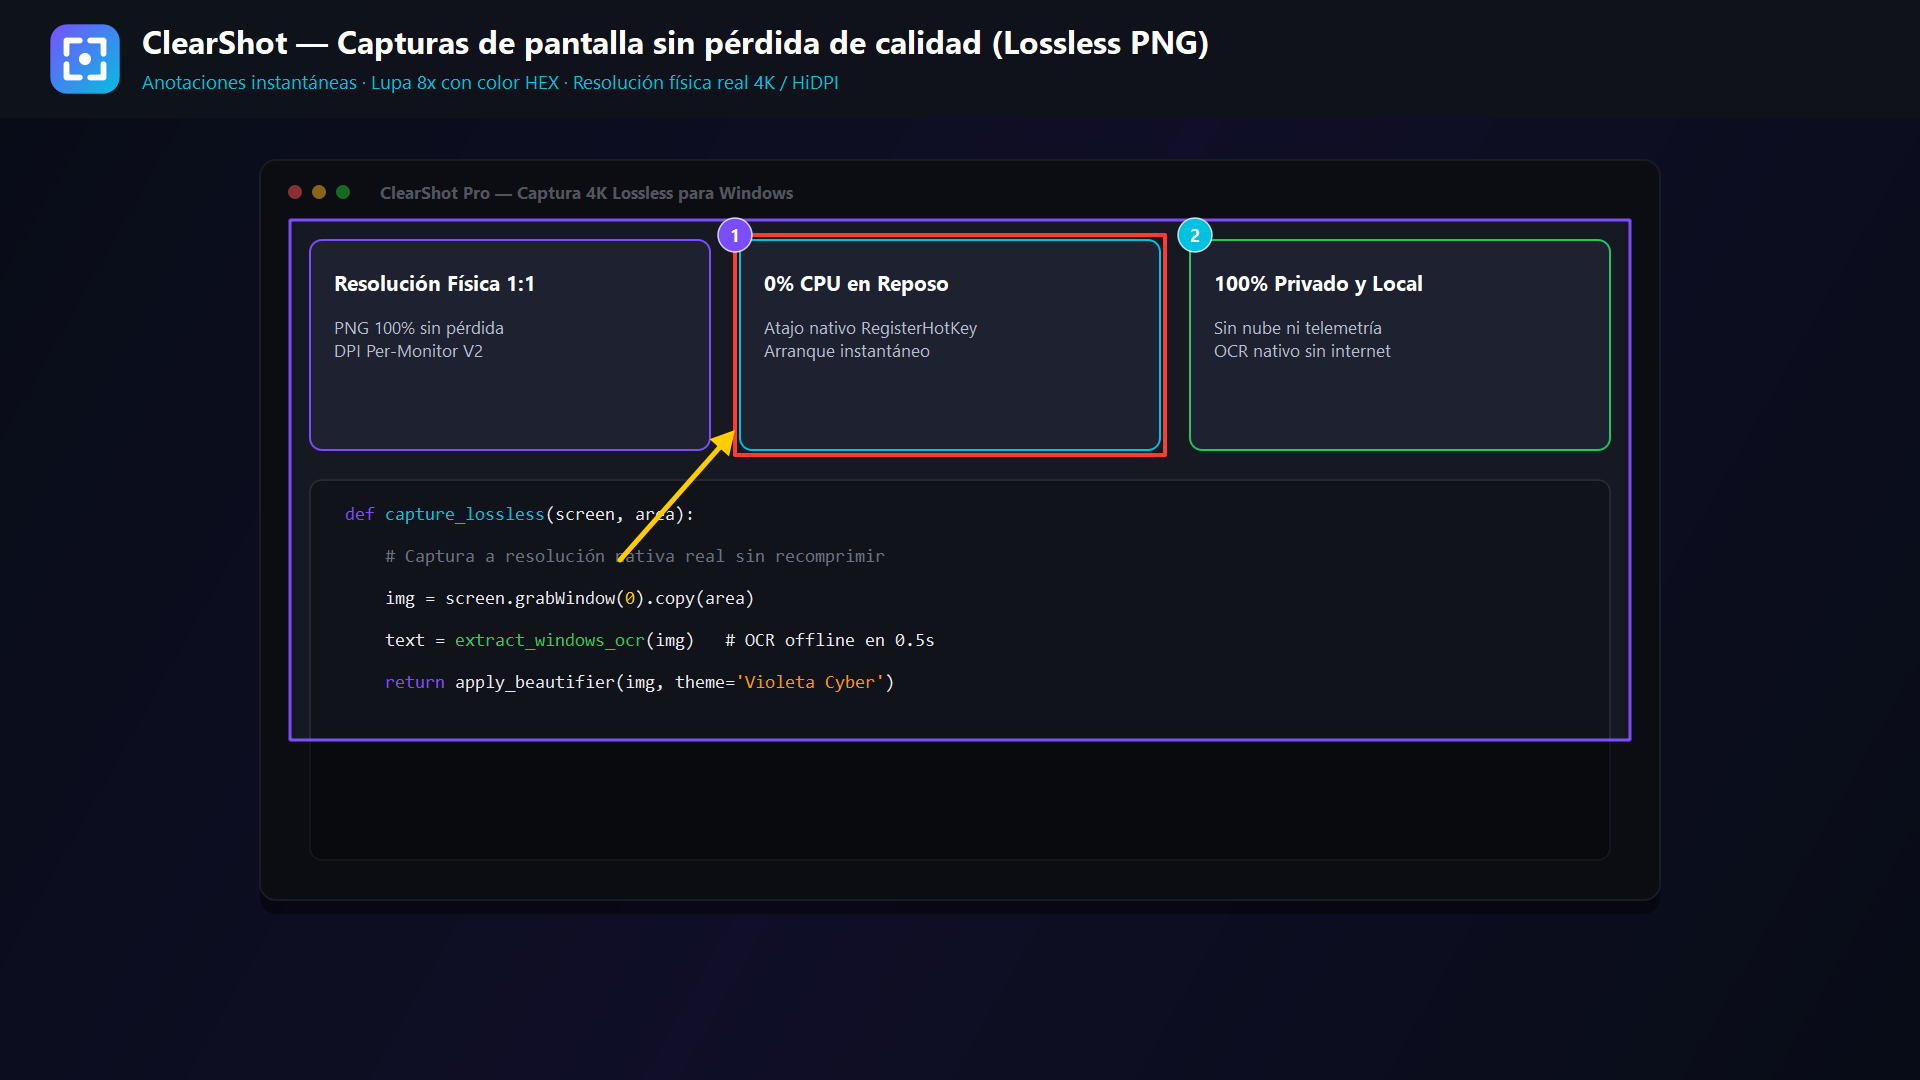 ClearShot — Capturas de pantalla sin pérdida de calidad (Lossless PNG)
Anotaciones instantáneas · Lupa 8x con color HEX · Resolución física real 4K / HiDPI
ClearShot Pro — Captura 4K Lossless para Windows
Resolución Física 1:1
PNG 100% sin pérdida
DPI Per-Monitor V2
1
0% CPU en Reposo
Atajo nativo RegisterHotKey
Arranque instantáneo
2
100% Privado y Local
Sin nube ni telemetría
OCR nativo sin internet
def capture_lossless(screen, area):
# Captura a resolución nativa real sin recomprimir
img = screen.grabWindow(0).copy(area)
text = extract_windows_ocr(img)   # OCR offline en 0.5s
return apply_beautifier(img, theme='Violeta Cyber')